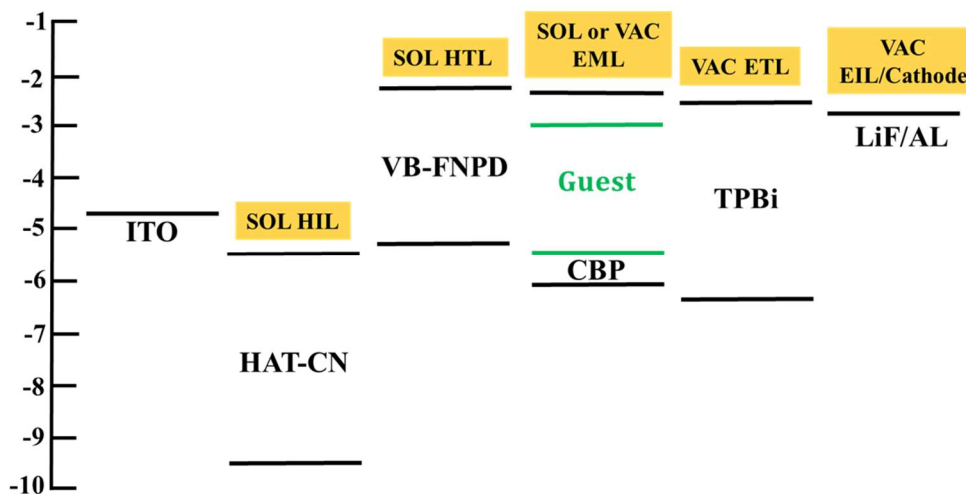 -1
-2
-3
-4
-5
-6
-7
-8
-9
-10
ITO
SOL HIL
HAT-CN
SOL HTL
VB-FNPD
SOL or VAC
EML
Guest
CBP
VAC ETL
TPBi
VAC
EIL/Cathode
LiF/AL